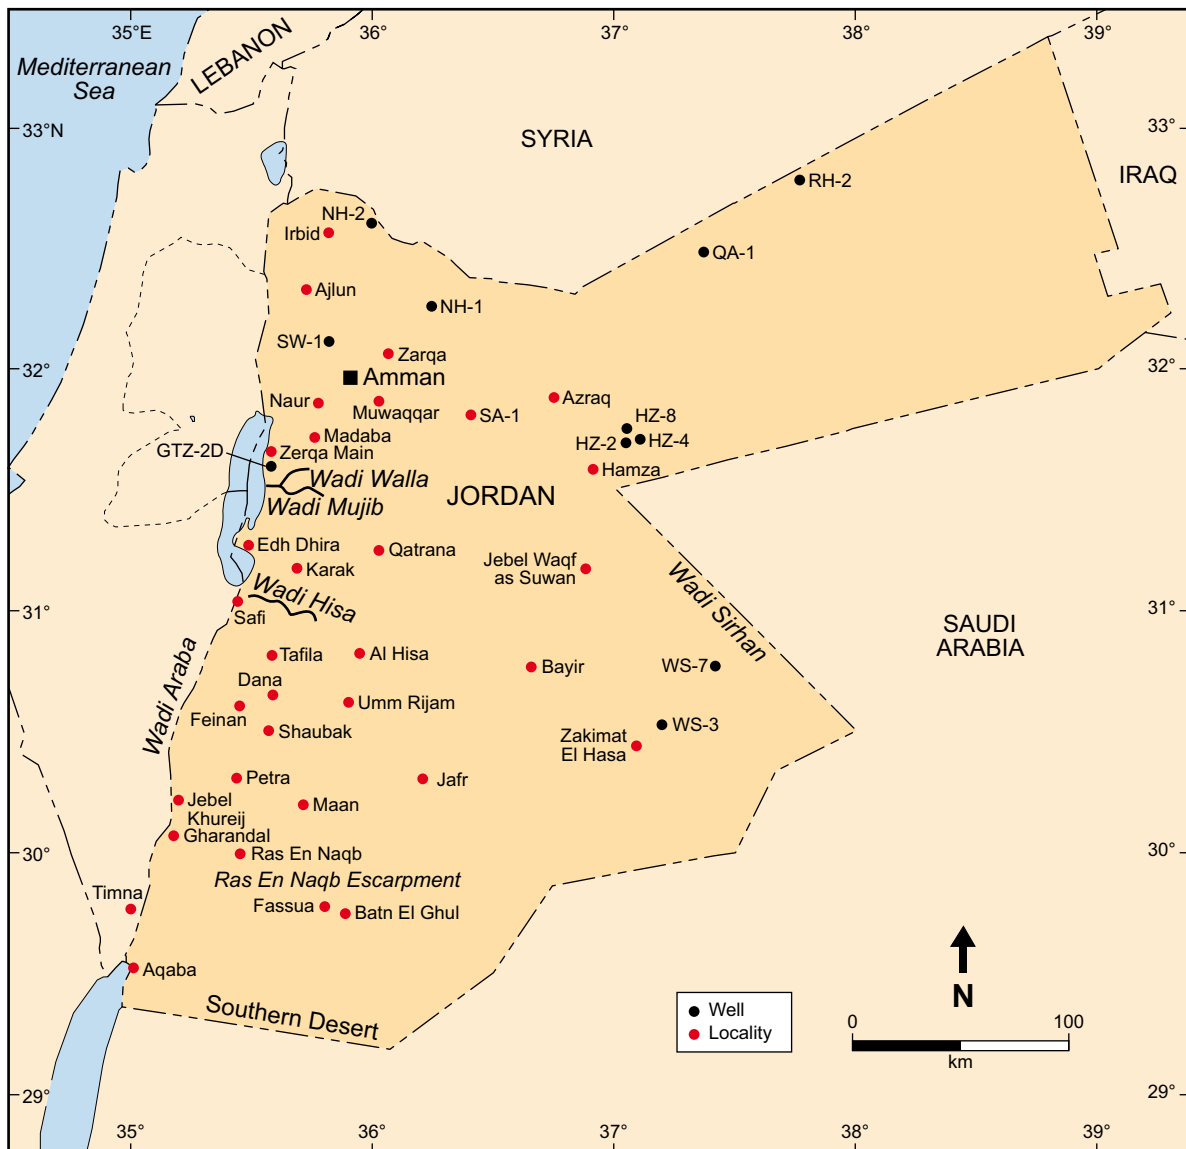 35°E
36°
37°
38°
39°
Mediterranean
Sea
LEBANON
33°N
SYRIA
33°
IRAQ
RH-2
NH-2
Irbid
QA-1
Ajlun
NH-1
SW-1
Zarqa
32°
32°
Amman
Naur
Muwaqqar
SA-1
Azraq
HZ-8
HZ-2
HZ-4
Madaba
GTZ-2D
Zerqa Main
Hamza
Wadi Walla
Wadi Mujib
JORDAN
Edh Dhira
Qatrana
Karak
Jebel Waqf
as Suwan
Wadi Hisa
Wadi Sirhan
31°
31°
Safi
SAUDI
ARABIA
Wadi Araba
Tafila
Al Hisa
Bayir
WS-7
Dana
Feinan
Umm Rijam
Shaubak
WS-3
Zakimat
El Hasa
Petra
Jafr
Jebel
Khureij
Maan
Gharandal
30°
30°
Ras En Naqb
Ras En Naqb Escarpment
Timna
Fassua
Batn El Ghul
Aqaba
Southern Desert
N
Well
Locality
0
100
km
29°
29°
35°
36°
37°
38°
39°